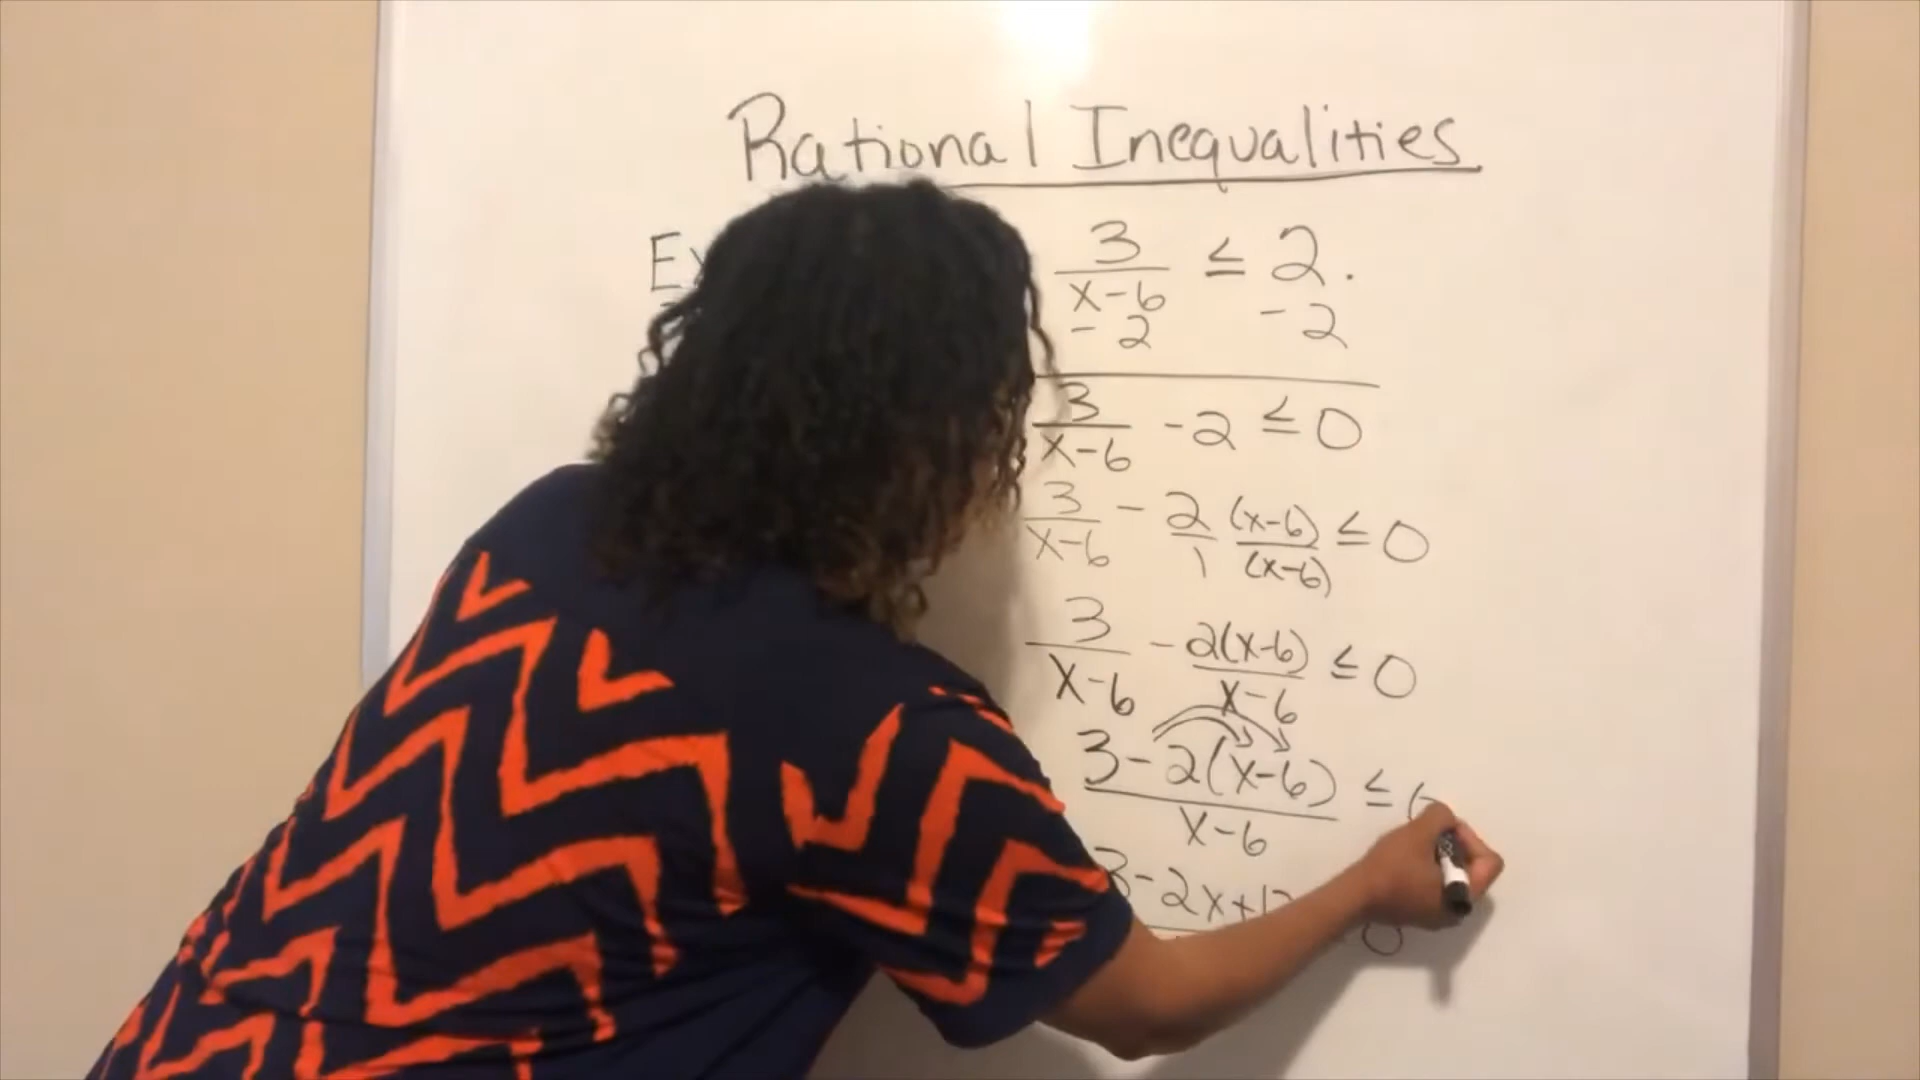 Rational Inequalities
Ex
3/(x-6) ≤ 2.
-2 -2
3/(x-6) -2 ≤ 0
3/(x-6) - 2/1 (x-6)/(x-6) ≤ 0
3/(x-6) - 2(x-6)/(x-6) ≤ 0
(3-2(x-6))/(x-6) ≤
3-2x+12
0